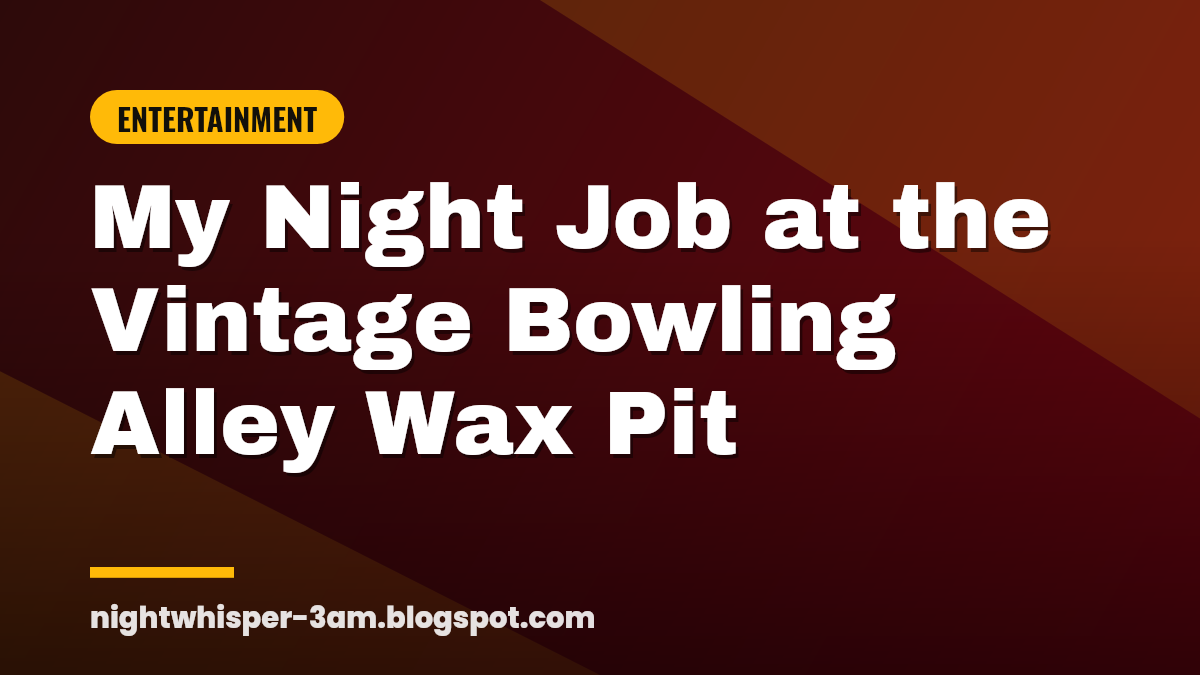 ENTERTAINMENT
My Night Job at the
Vintage Bowling
Alley Wax Pit
nightwhisper-3am.blogspot.com